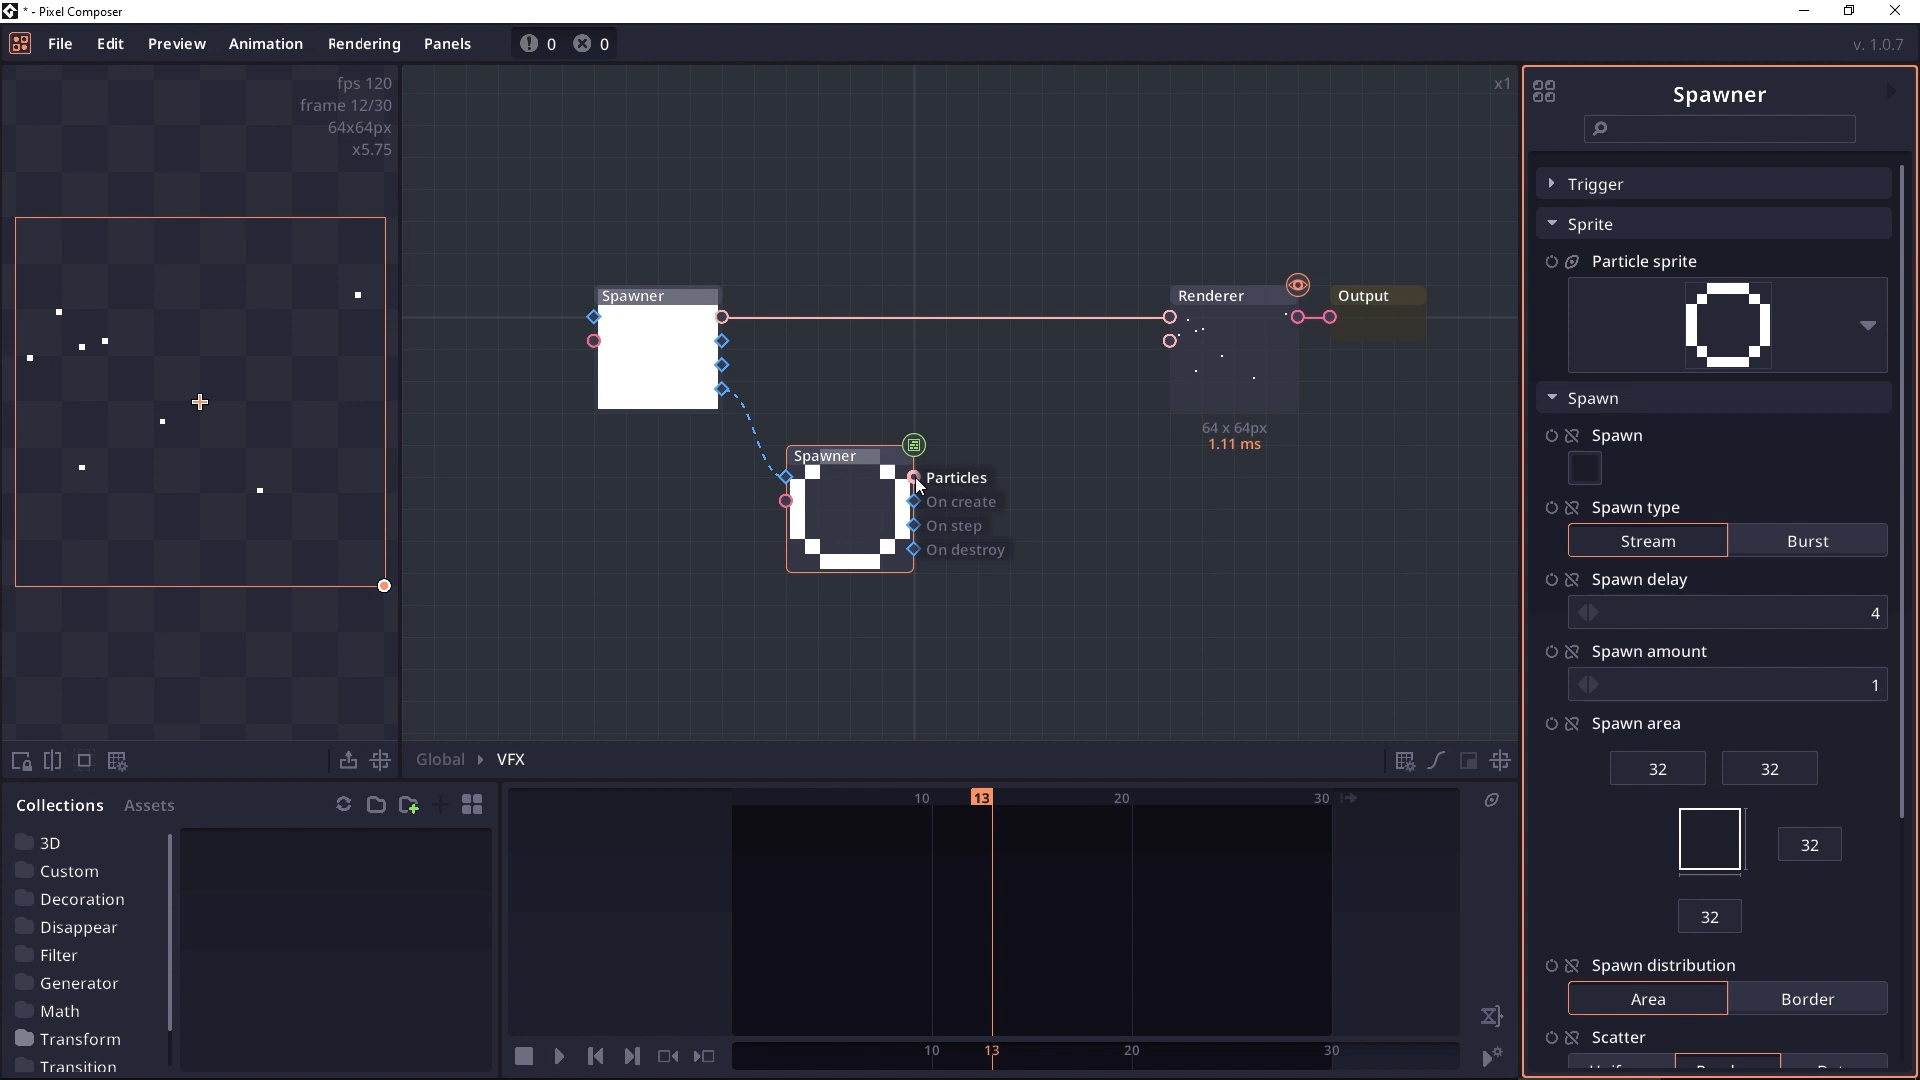 * - Pixel Composer
File Edit Preview Animation Rendering Panels 0 0 v. 1.0.7
fps 120
frame 12/30
64x64px
x5.75
x1
Spawner
Renderer
Output
64 x 64px
1.11 ms
Spawner
Particles
On create
On step
On destroy
Global VFX
Collections Assets
3D
Custom
Decoration
Disappear
Filter
Generator
Math
Transform
Transition
10 13 20 30
10 13 20 30
Spawner
Trigger
Sprite
Particle sprite
Spawn
Spawn
Spawn type
Stream Burst
Spawn delay
4
Spawn amount
1
Spawn area
32 32
32
32
Spawn distribution
Area Border
Scatter